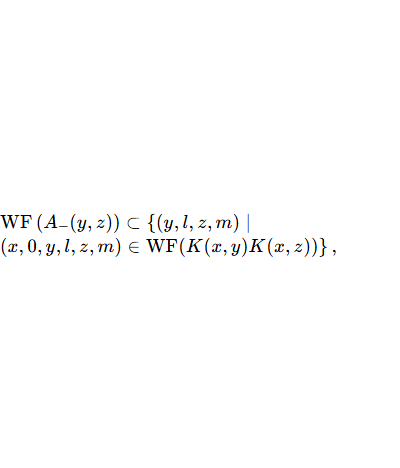 WF (A₋(y, z)) ⊂ {(y, l, z, m) |
(x, 0, y, l, z, m) ∈ WF(K(x, y)K(x, z))} ,